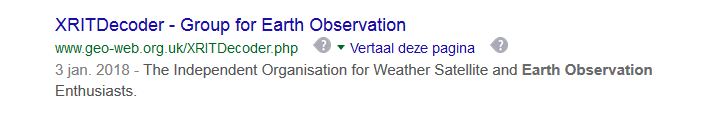 XRITDecoder - Group for Earth Observation
www.geo-web.org.uk/XRITDecoder.php ? ▼ Vertaal deze pagina ?
3 jan. 2018 - The Independent Organisation for Weather Satellite and Earth Observation
Enthusiasts.